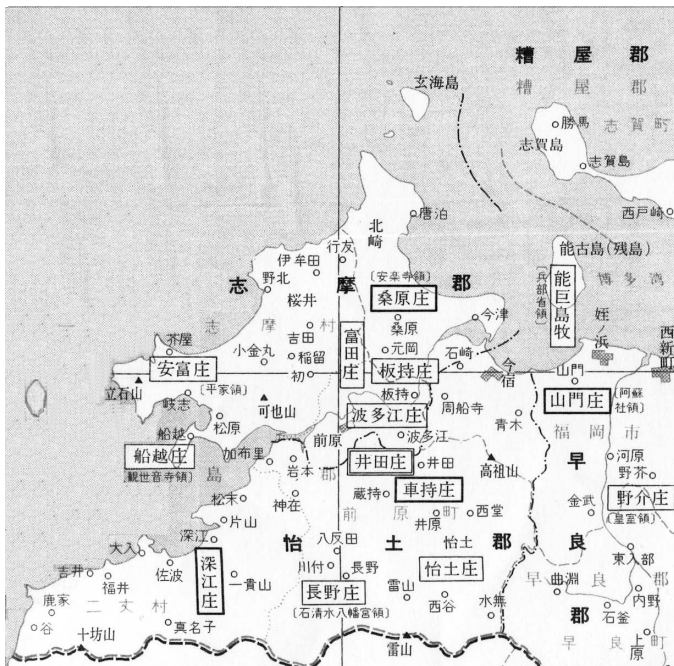 糟屋郡
糟屋郡
玄海島
勝馬
志賀町
志賀島
志賀島
西戸崎
唐泊
北崎
能古島(残島)
行友
伊牟田
野北
志摩郡
〔安楽寺領〕
桑原庄
〔兵部省領〕
能巨島牧
博多湾
桜井
桑原
今津
姪ノ浜
西新町
志摩村
芥屋
吉田
富田庄
元岡
石崎
今宿
小金丸
稲留
安富庄
初
板持庄
山門
立石山
〔平家領〕
岐志
可也山
板持
周船寺
山門庄
〔阿蘇社領〕
松原
波多江庄
青木
福岡市
船越
前原
波多江
船越庄
加布里
岩本
井田庄
井田
高祖山
早良郡
河原
野芥
〔観世音寺領〕
島郡
神在
蔵持
車持庄
野介庄
〔皇室領〕
松末
片山
前原町
井原
西堂
金武
深江
八反田
怡土郡
怡土
東入部
大入
佐波
川付
長野
怡土庄
早良郡
吉井
福井
深江庄
一貴山
長野庄
雷山
西谷
曲淵
内野
鹿家
二丈村
〔石清水八幡宮領〕
水無
石釜
谷
十坊山
真名子
雷山
早良町
上原